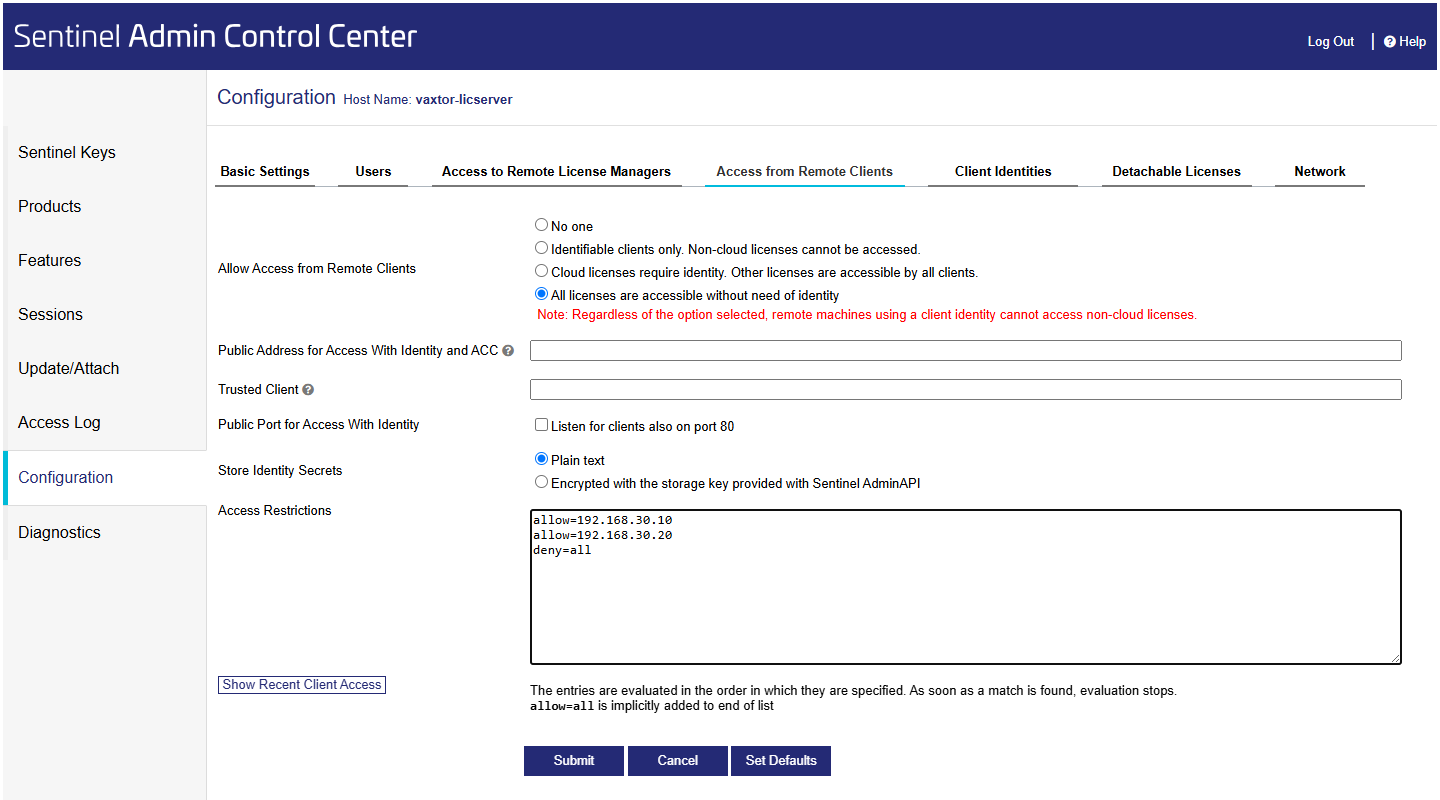 Sentinel Admin Control Center
Log Out | Help
Configuration Host Name: vaxtor-licserver
Sentinel Keys
Products
Features
Sessions
Update/Attach
Access Log
Configuration
Diagnostics
Basic Settings Users Access to Remote License Managers Access from Remote Clients Client Identities Detachable Licenses Network
Allow Access from Remote Clients
No one
Identifiable clients only. Non-cloud licenses cannot be accessed.
Cloud licenses require identity. Other licenses are accessible by all clients.
All licenses are accessible without need of identity
Note: Regardless of the option selected, remote machines using a client identity cannot access non-cloud licenses.
Public Address for Access With Identity and ACC ?
Trusted Client ?
Public Port for Access With Identity
Listen for clients also on port 80
Store Identity Secrets
Plain text
Encrypted with the storage key provided with Sentinel AdminAPI
Access Restrictions
allow=192.168.30.10
allow=192.168.30.20
deny=all
Show Recent Client Access
The entries are evaluated in the order in which they are specified. As soon as a match is found, evaluation stops.
allow=all is implicitly added to end of list
Submit Cancel Set Defaults